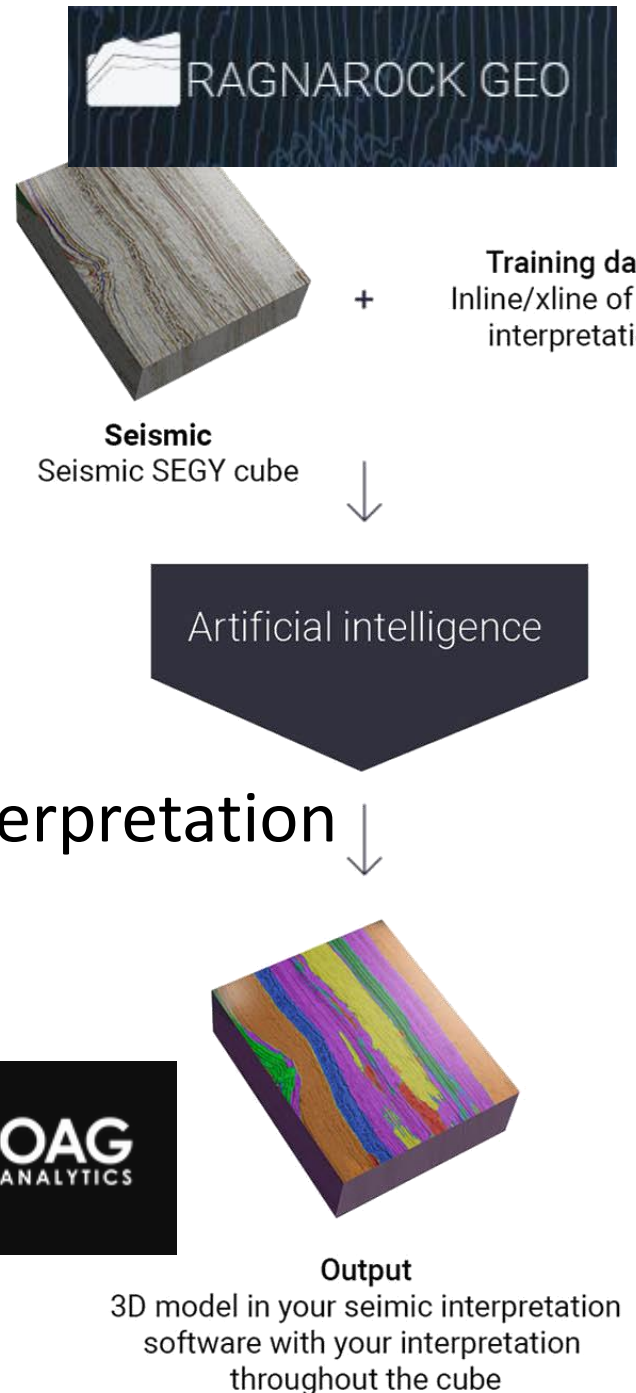 RAGNAROCK GEO
+
Training da
Inline/xline of
interpretati
Seismic
Seismic SEGY cube
Artificial intelligence
erpretation
OAG
ANALYTICS
Output
3D model in your seimic interpretation
software with your interpretation
throughout the cube